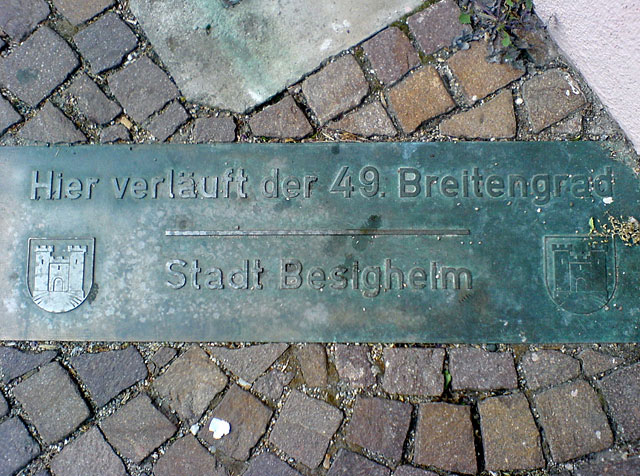 Hier verläuft der 49. Breitengrad
Stadt Besigheim